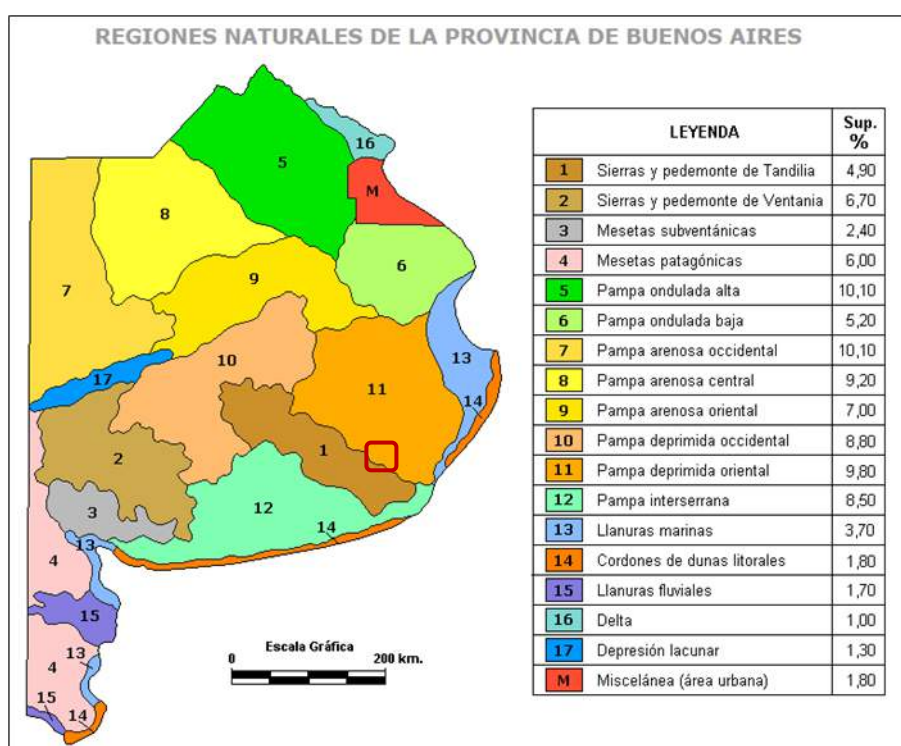 REGIONES NATURALES DE LA PROVINCIA DE BUENOS AIRES
16
5
M
8
9
6
7
10
13
17
11
14
1
2
12
3
14
13
4
15
13
4
15
14
Escala Gráfica
0 200 km.
LEYENDA Sup. %
1 Sierras y pedemonte de Tandilia 4,90
2 Sierras y pedemonte de Ventania 6,70
3 Mesetas subventánicas 2,40
4 Mesetas patagónicas 6,00
5 Pampa ondulada alta 10,10
6 Pampa ondulada baja 5,20
7 Pampa arenosa occidental 10,10
8 Pampa arenosa central 9,20
9 Pampa arenosa oriental 7,00
10 Pampa deprimida occidental 8,80
11 Pampa deprimida oriental 9,80
12 Pampa interserrana 8,50
13 Llanuras marinas 3,70
14 Cordones de dunas litorales 1,80
15 Llanuras fluviales 1,70
16 Delta 1,00
17 Depresión lacunar 1,30
M Miscelánea (área urbana) 1,80